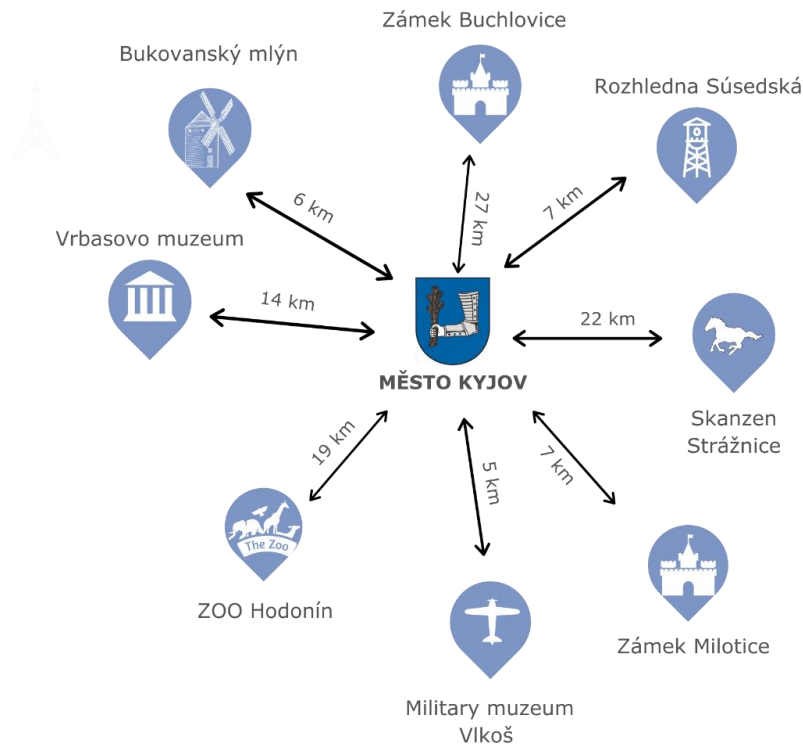 Zámek Buchlovice
Bukovanský mlýn
Rozhledna Súsedská
6 km
27 km
7 km
Vrbasovo muzeum
14 km
22 km
MĚSTO KYJOV
Skanzen
Strážnice
19 km
5 km
7 km
The Zoo
ZOO Hodonín
Zámek Milotice
Military muzeum
Vlkoš